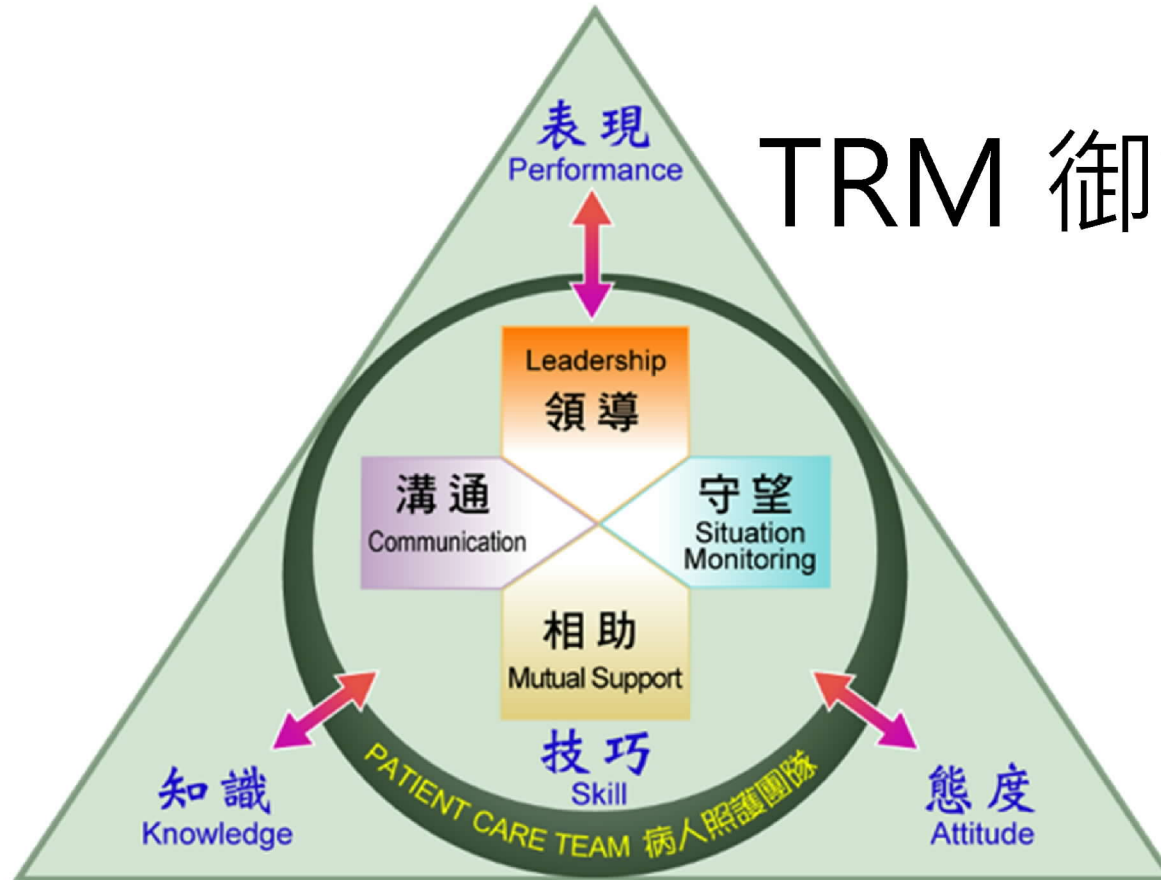 TRM 御
表現
Performance
Leadership
領導
溝通
Communication
守望
Situation
Monitoring
相助
Mutual Support
技巧
Skill
知識
Knowledge
態度
Attitude
PATIENT CARE TEAM 病人照護團隊